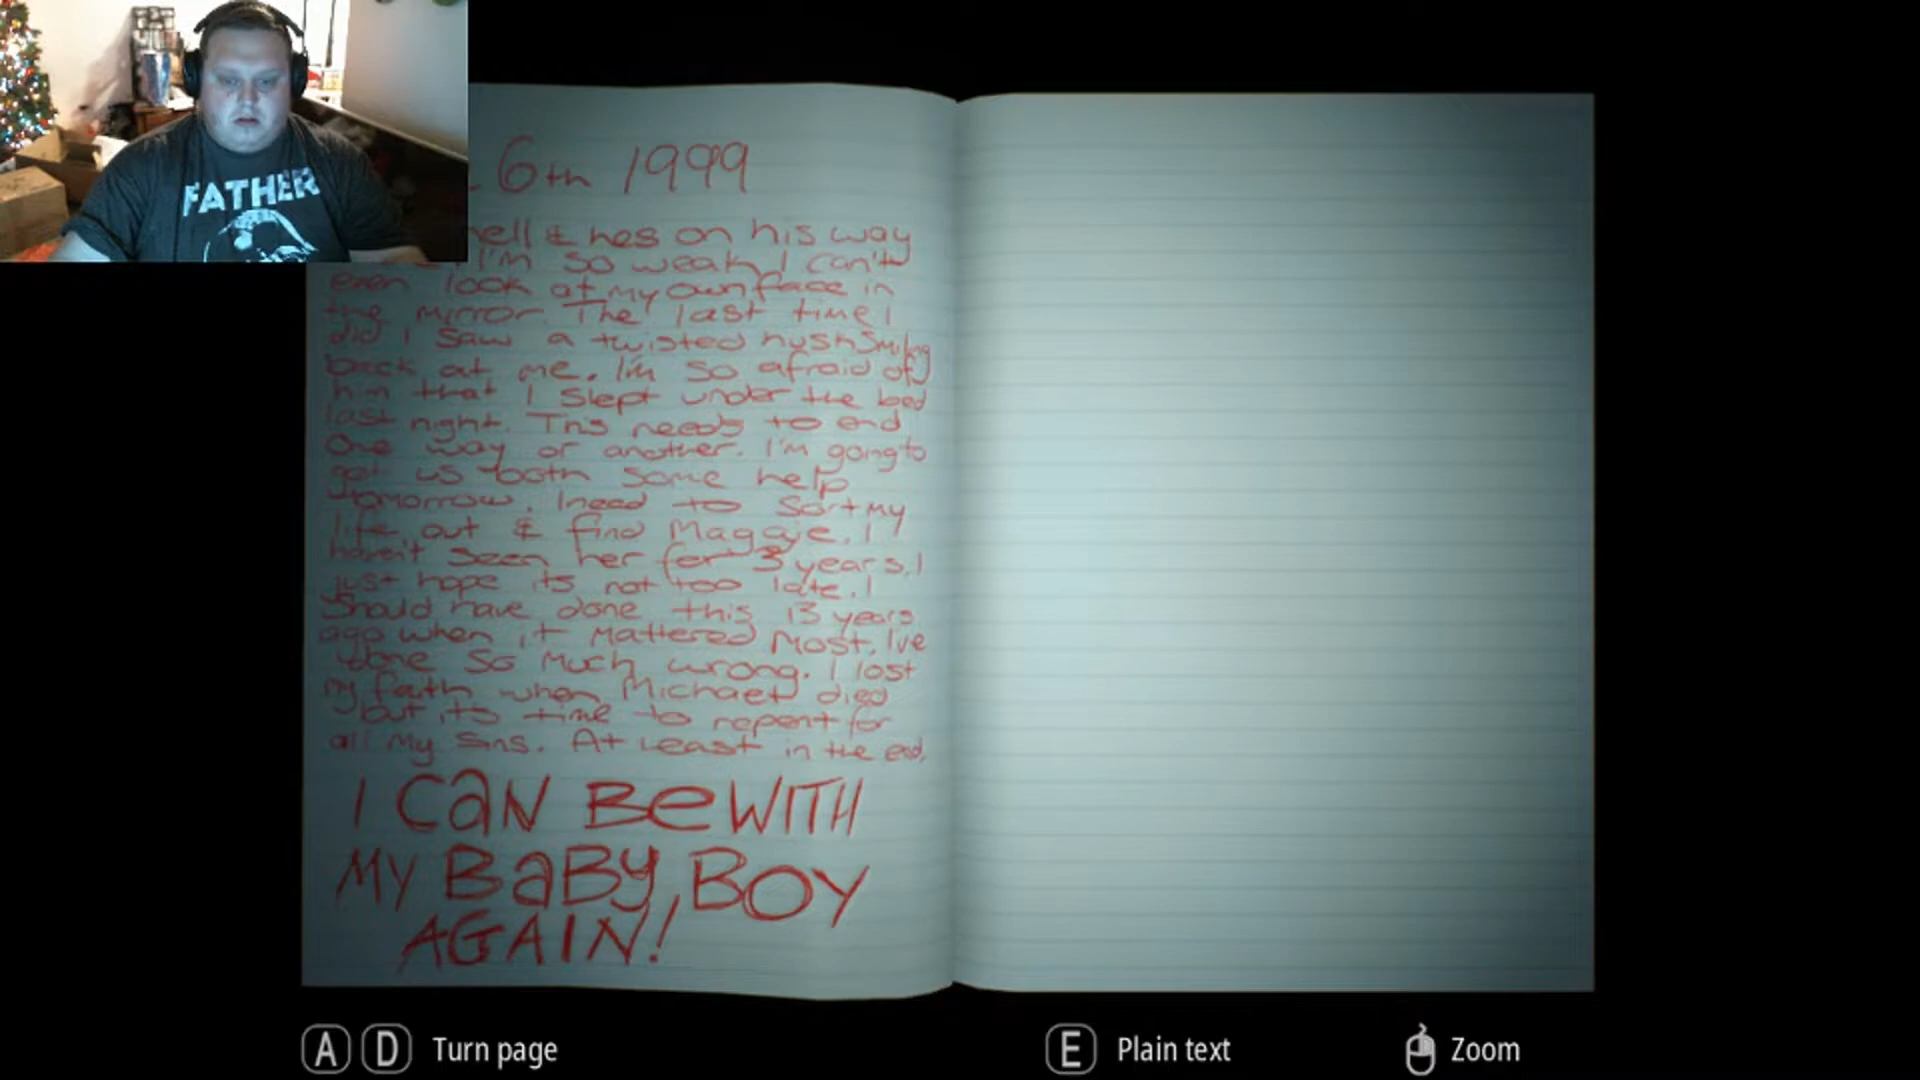 FATHER
6th 1999
hell & hes on his way
I'm so weak I can't
even look at my own face in
the mirror. The last time I
did I saw a twisted hush smiling
back at me. I'm so afraid of
him that I slept under the bed
last night. This needs to end
One way or another. I'm going to
get us both some help
tomorrow. I need to sort my
life out & find Maggie. I
haven't seen her for 3 years. I
just hope its not too late. I
Should have done this 13 years
ago when it mattered most. Ive
done so much wrong. I lost
my faith when Michael died
but its time to repent for
all my sins. At least in the end,
I CaN BeWITH
MY BaBy BOY
AGAIN!
A D Turn page
E Plain text
Zoom